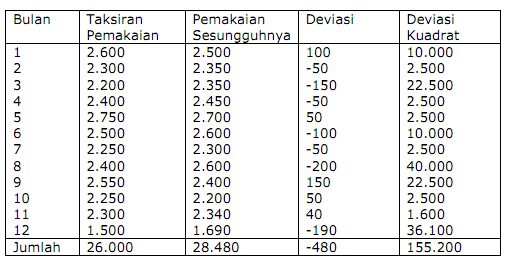 Bulan Taksiran Pemakaian Pemakaian Sesungguhnya Deviasi Deviasi Kuadrat
1 2.600 2.500 100 10.000
2 2.300 2.350 -50 2.500
3 2.200 2.350 -150 22.500
4 2.400 2.450 -50 2.500
5 2.750 2.700 50 2.500
6 2.500 2.600 -100 10.000
7 2.250 2.300 -50 2.500
8 2.400 2.600 -200 40.000
9 2.550 2.400 150 22.500
10 2.250 2.200 50 2.500
11 2.300 2.340 40 1.600
12 1.500 1.690 -190 36.100
Jumlah 26.000 28.480 -480 155.200